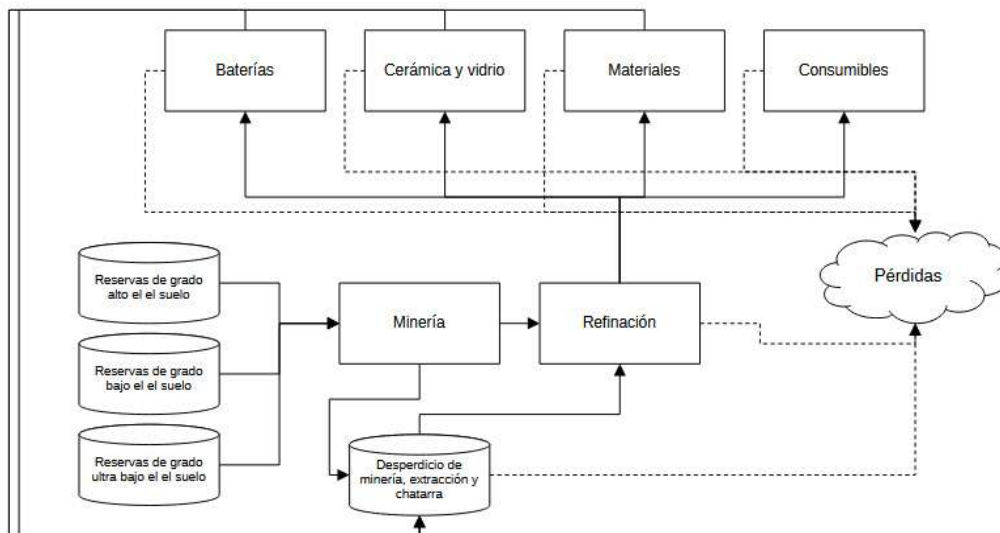 Baterías
Cerámica y vidrio
Materiales
Consumibles
Pérdidas
Reservas de grado
alto el el suelo
Minería
Refinación
Reservas de grado
bajo el el suelo
Reservas de grado
ultra bajo el el suelo
Desperdicio de
minería, extracción y
chatarra